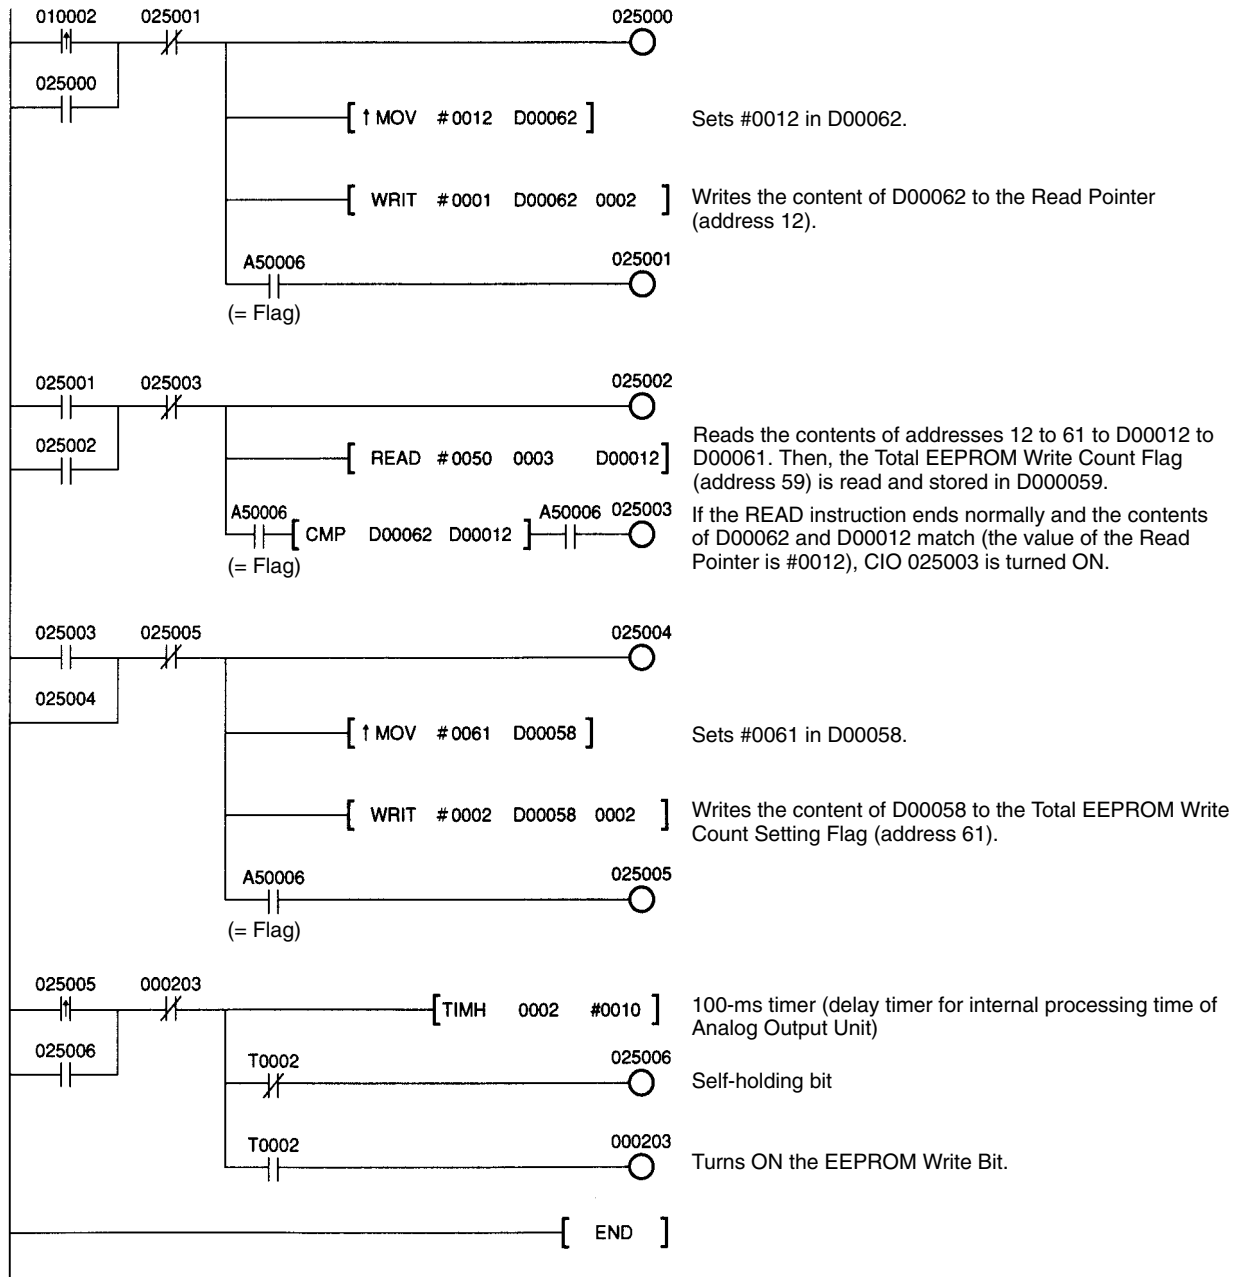 010002 025001 025000
025000
[ ↑ MOV # 0012 D00062 ] Sets #0012 in D00062.
[ WRIT # 0001 D00062 0002 ] Writes the content of D00062 to the Read Pointer
(address 12).
A50006 025001
(= Flag)
025001 025003 025002
025002
[ READ # 0050 0003 D00012 ] Reads the contents of addresses 12 to 61 to D00012 to
D00061. Then, the Total EEPROM Write Count Flag
(address 59) is read and stored in D000059.
A50006 [ CMP D00062 D00012 ] A50006 025003
(= Flag)
If the READ instruction ends normally and the contents
of D00062 and D00012 match (the value of the Read
Pointer is #0012), CIO 025003 is turned ON.
025003 025005 025004
025004
[ ↑ MOV # 0061 D00058 ] Sets #0061 in D00058.
[ WRIT # 0002 D00058 0002 ] Writes the content of D00058 to the Total EEPROM Write
Count Setting Flag (address 61).
A50006 025005
(= Flag)
025005 000203
[ TIMH 0002 #0010 ] 100-ms timer (delay timer for internal processing time of
Analog Output Unit)
025006
T0002 025006
Self-holding bit
T0002 000203
Turns ON the EEPROM Write Bit.
[ END ]